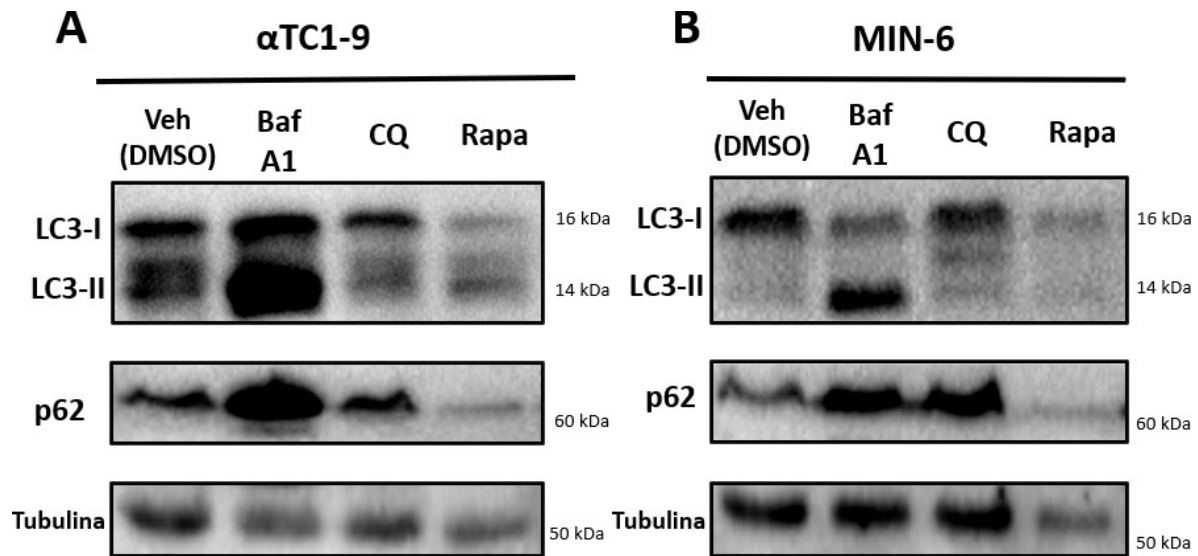 A
αTC1-9
Veh
(DMSO)
Baf
A1
CQ
Rapa
LC3-I
16 kDa
LC3-II
14 kDa
p62
60 kDa
Tubulina
50 kDa
B
MIN-6
Veh
(DMSO)
Baf
A1
CQ
Rapa
LC3-I
16 kDa
LC3-II
14 kDa
p62
60 kDa
Tubulina
50 kDa